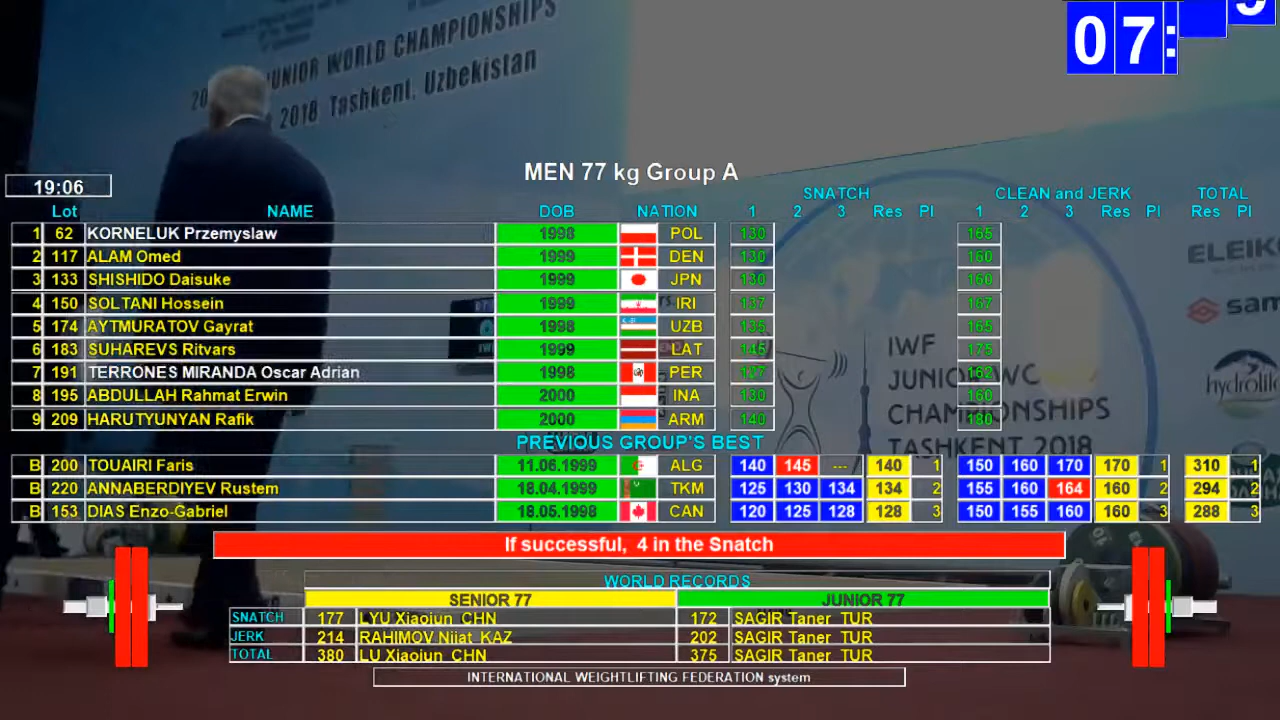 07:
JUNIOR WORLD CHAMPIONSHIPS
2018 Tashkent, Uzbekistan
MEN 77 kg Group A
19:06
SNATCH CLEAN and JERK TOTAL
Lot NAME DOB NATION 1 2 3 Res Pl 1 2 3 Res Pl Res Pl
1 62 KORNELUK Przemyslaw 1998 POL 130 165
2 117 ALAM Omed 1999 DEN 130 160
3 133 SHISHIDO Daisuke 1999 JPN 130 150
4 150 SOLTANI Hossein 1999 IRI 137 167
5 174 AYTMURATOV Gayrat 1998 UZB 135 165
6 183 SUHAREVS Ritvars 1999 LAT 145 175
7 191 TERRONES MIRANDA Oscar Adrian 1998 PER 162
8 195 ABDULLAH Rahmat Erwin 2000 INA 130 160
9 209 HARUTYUNYAN Rafik 2000 ARM 140 180
PREVIOUS GROUP'S BEST
B 200 TOUAIRI Faris 11.06.1999 ALG 140 145 --- 140 1 150 160 170 170 1 310 1
B 220 ANNABERDIYEV Rustem 18.04.1999 TKM 125 130 134 134 2 155 160 164 160 2 294 2
B 153 DIAS Enzo-Gabriel 18.05.1998 CAN 120 125 128 128 3 150 155 160 160 3 288 3
If successful, 4 in the Snatch
WORLD RECORDS
SENIOR 77 JUNIOR 77
SNATCH 177 LYU Xiaojun CHN 172 SAGIR Taner TUR
JERK 214 RAHIMOV Nijat KAZ 202 SAGIR Taner TUR
TOTAL 380 LU Xiaojun CHN 375 SAGIR Taner TUR
INTERNATIONAL WEIGHTLIFTING FEDERATION system
ELEIKO
IWF
JUNIOR WC
CHAMPIONSHIPS
TASHKENT 2018